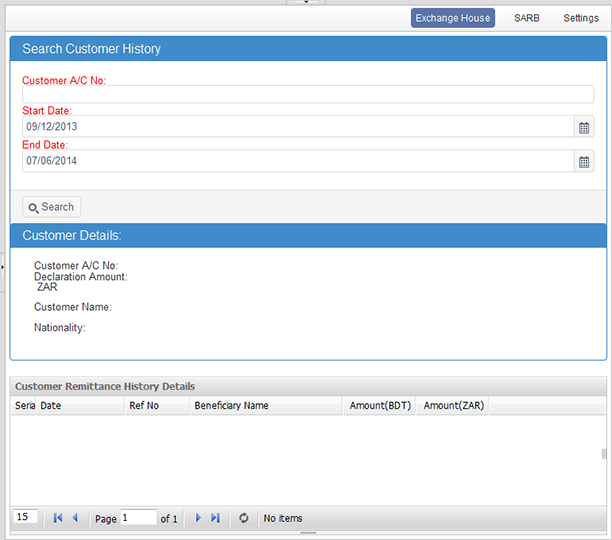 Exchange House SARB Settings
Search Customer History
Customer A/C No:
Start Date:
09/12/2013
End Date:
07/06/2014
Search
Customer Details:
Customer A/C No:
Declaration Amount:
ZAR
Customer Name:
Nationality:
Customer Remittance History Details
Seria Date Ref No Beneficiary Name Amount(BDT) Amount(ZAR)
15 Page 1 of 1 No items